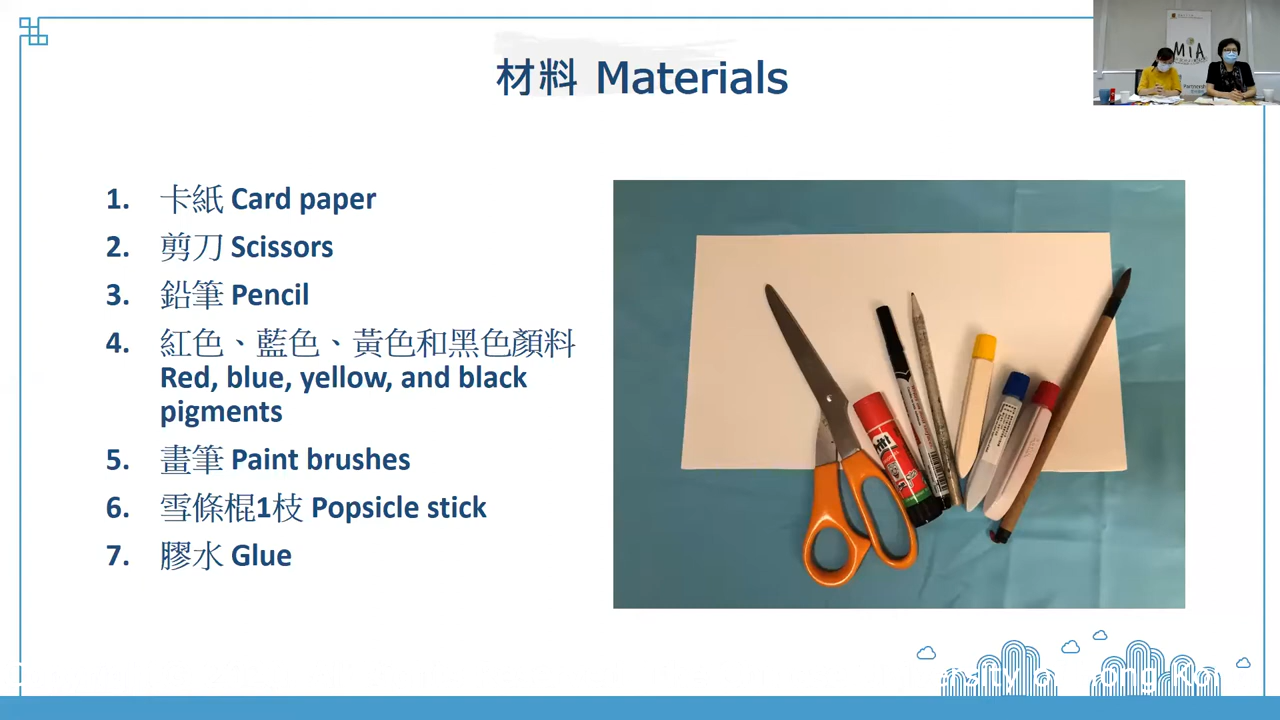 材料 Materials
MiA
1. 卡紙 Card paper
2. 剪刀 Scissors
3. 鉛筆 Pencil
4. 紅色、藍色、黃色和黑色顏料
Red, blue, yellow, and black
pigments
5. 畫筆 Paint brushes
6. 雪條棍1枝 Popsicle stick
7. 膠水 Glue